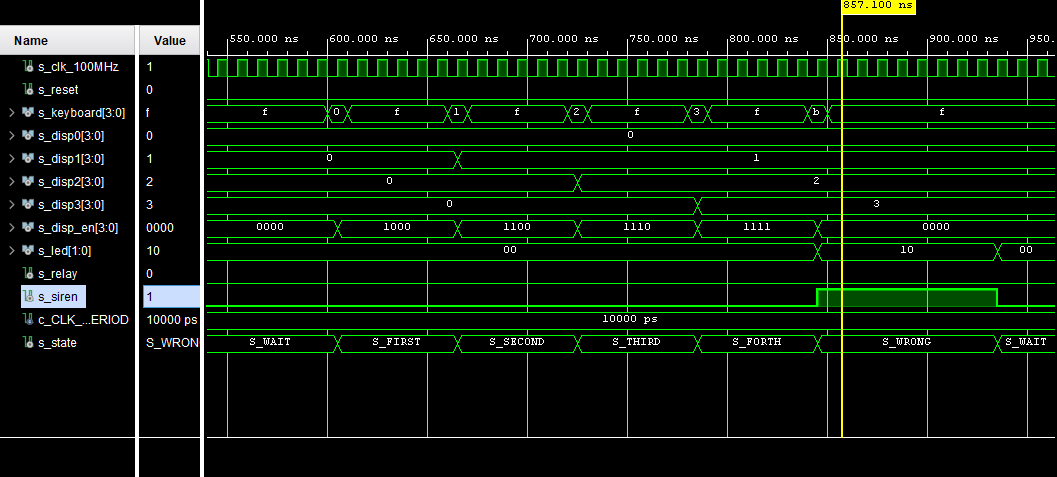 857.100 ns
Name Value 550.000 ns 600.000 ns 650.000 ns 700.000 ns 750.000 ns 800.000 ns 850.000 ns 900.000 ns 950.
s_clk_100MHz 1
s_reset 0
s_keyboard[3:0] f f 0 f 1 f 2 f 3 f b f
s_disp0[3:0] 0 0
s_disp1[3:0] 1 0 1
s_disp2[3:0] 2 0 2
s_disp3[3:0] 3 0 3
s_disp_en[3:0] 0000 0000 1000 1100 1110 1111 0000
s_led[1:0] 10 00 10 00
s_relay 0
s_siren 1
c_CLK_...ERIOD 10000 ps 10000 ps
s_state S_WRON S_WAIT S_FIRST S_SECOND S_THIRD S_FORTH S_WRONG S_WAIT